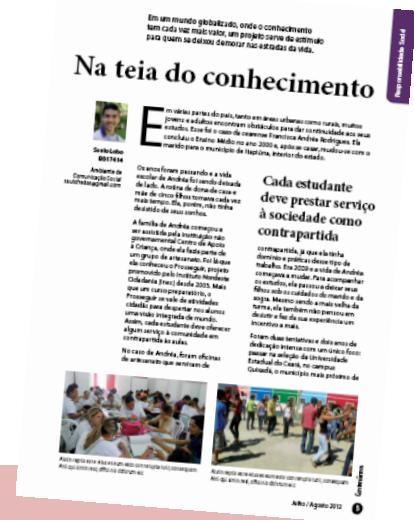 Em um mundo globalizado, onde o conhecimento
tem cada vez mais valor, um projeto serve de estímulo
para quem se deixou demorar nas estradas da vida.
Responsabilidade Social
Na teia do conhecimento
Saulo Lobo
Ambiente de
Comunicação Social
Em várias partes do país, tanto em áreas urbanas como rurais, muitos
jovens e adultos encontram obstáculos para dar continuidade aos seus
estudos. Esse foi o caso da cearense Francisca Andréa Rodrigues. Ela
concluiu o Ensino Médio no ano 2000 e, após se casar, mudou-se com o
marido para o município de Itapiúna, interior do estado.
Os anos foram passando e a vida
escolar de Andréa foi sendo deixada
de lado. A rotina de dona de casa e
mãe de cinco filhos tomava cada vez
mais tempo. Ela, porém, não tinha
desistido de seus sonhos.
A família de Andréa começou a
ser assistida pela instituição não
governamental Centro de Apoio
à Criança, onde ela fazia parte de
um grupo de artesanato. Foi lá que
ela conheceu o Prosseguir, projeto
promovido pelo Instituto Nordeste
Cidadania (Inec) desde 2005. Mais
que um curso preparatório, o
Prosseguir se vale de atividades
cidadãs para despertar nos alunos
uma visão integrada de mundo.
Assim, cada estudante deve oferecer
algum serviço à comunidade em
contrapartida às aulas.
No caso de Andréa, foram oficinas
de artesanato que serviram de
Cada estudante
deve prestar serviço
à sociedade como
contrapartida
contrapartida, já que ela tinha
domínio e práticas desse tipo de
trabalho. Era 2009 e a vida de Andréa
começava a mudar. Para acompanhar
os estudos, ela passou a deixar seus
filhos sob os cuidados do marido e da
sogra. Mesmo sendo a mais velha da
turma, ela também não pensou em
desistir e fez da sua experiência um
incentivo a mais.
Foram duas tentativas e dois anos de
dedicação intensa com um único foco:
passar na seleção da Universidade
Estadual do Ceará, no campus
Quixadá, o município mais próximo de
Julho / Agosto 2012